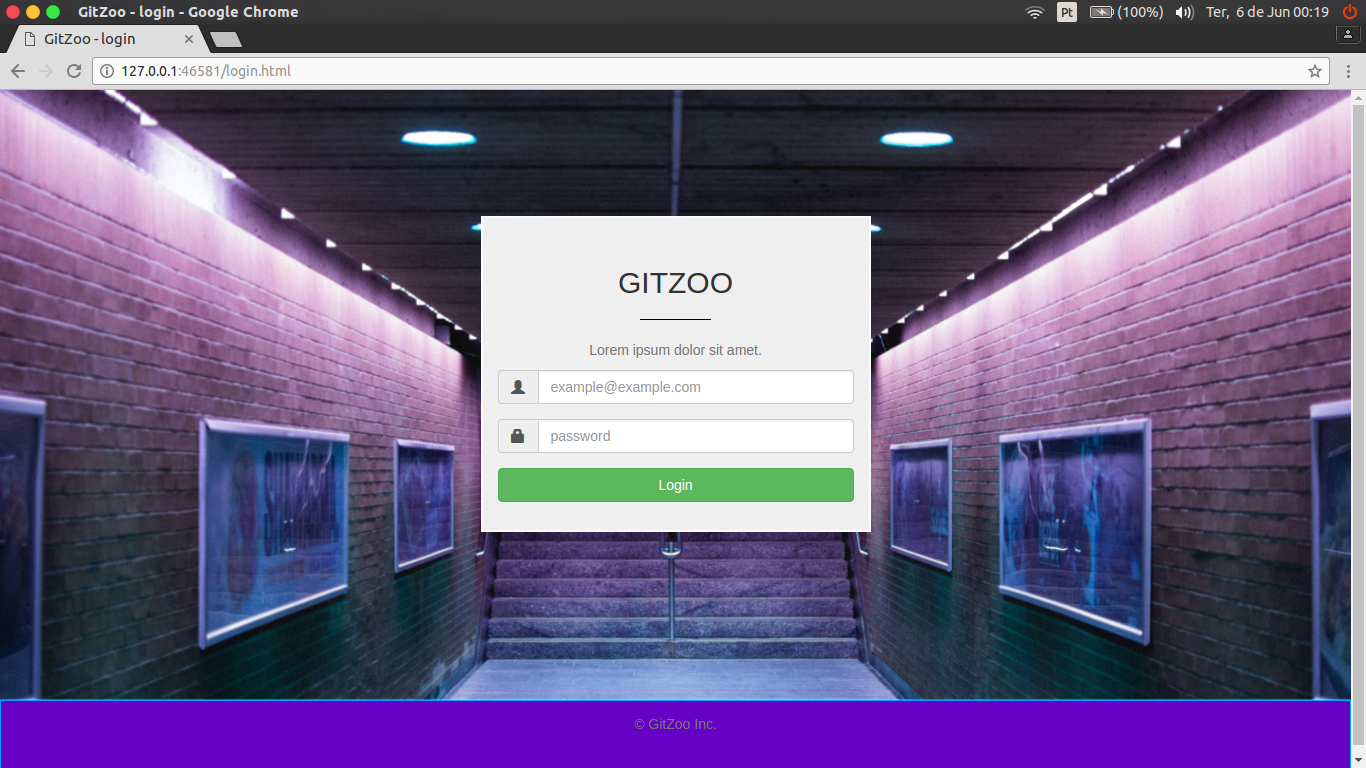 GitZoo - login - Google Chrome
Pt (100%) Ter, 6 de Jun 00:19
GitZoo - login
127.0.0.1:46581/login.html
GITZOO
Lorem ipsum dolor sit amet.
example@example.com
password
Login
© GitZoo Inc.